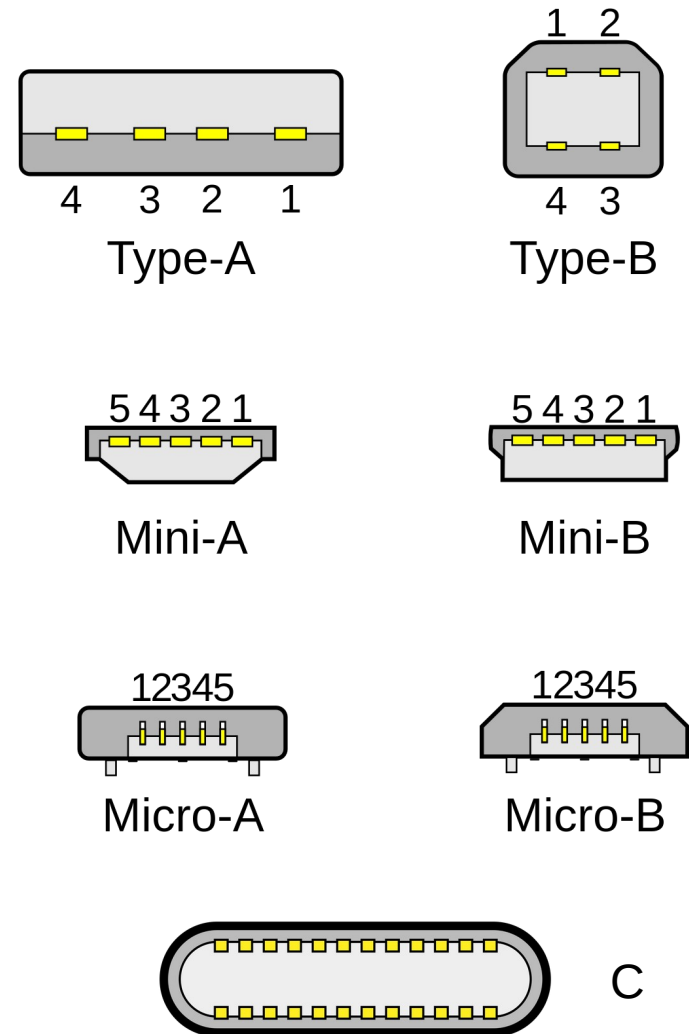 1 2
4 3 2 1
4 3
Type-A
Type-B
5 4 3 2 1
5 4 3 2 1
Mini-A
Mini-B
12345
12345
Micro-A
Micro-B
C